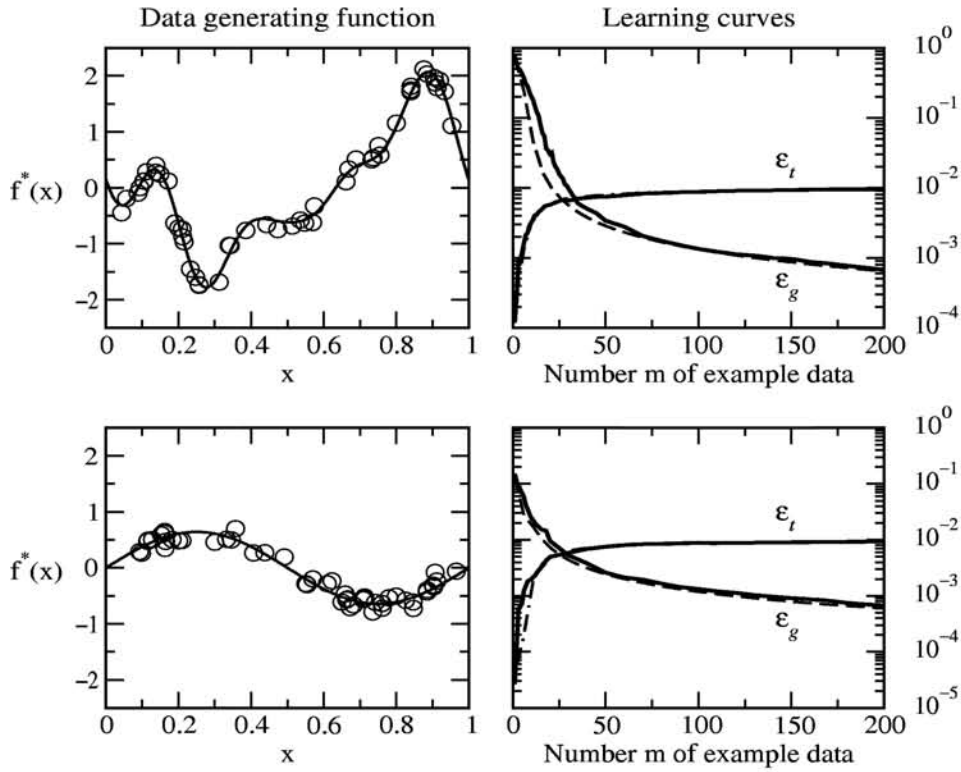 Data generating function
Learning curves
2
1
0
−1
−2
f*(x)
0 0.2 0.4 0.6 0.8 1
x
10^0
10^-1
10^-2
10^-3
10^-4
ε_t
ε_g
0 50 100 150 200
Number m of example data
2
1
0
−1
−2
f*(x)
0 0.2 0.4 0.6 0.8 1
x
10^0
10^-1
10^-2
10^-3
10^-4
10^-5
ε_t
ε_g
0 50 100 150 200
Number m of example data